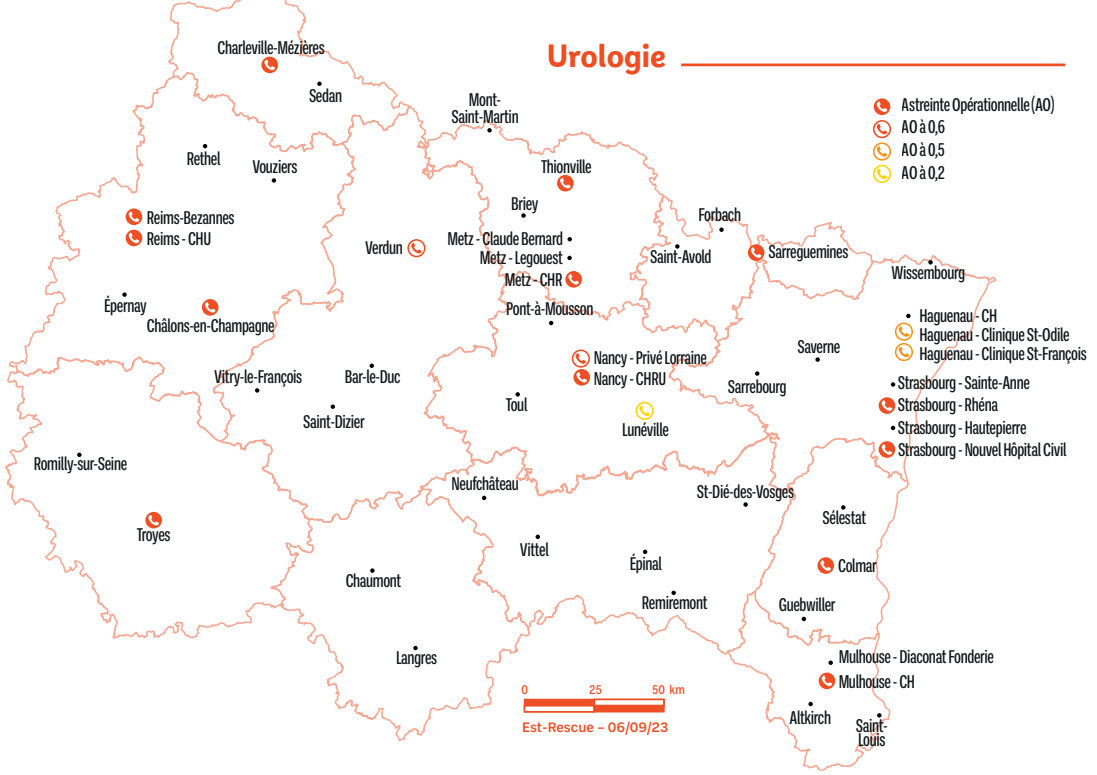 Urologie
Astreinte Opérationnelle (AO)
AO à 0,6
AO à 0,5
AO à 0,2
Charleville-Mézières
Sedan
Mont-
Saint-Martin
Rethel
Vouziers
Thionville
Briey
Forbach
Reims-Bezannes
Reims - CHU
Verdun
Metz - Claude Bernard
Metz - Legouest
Metz - CHR
Saint-Avold
Sarreguemines
Wissembourg
Épernay
Châlons-en-Champagne
Pont-à-Mousson
Haguenau - CH
Haguenau - Clinique St-Odile
Haguenau - Clinique St-François
Saverne
Nancy - Privé Lorraine
Nancy - CHRU
Vitry-le-François
Bar-le-Duc
Sarrebourg
Strasbourg - Sainte-Anne
Strasbourg - Rhéna
Strasbourg - Hautepierre
Strasbourg - Nouvel Hôpital Civil
Saint-Dizier
Toul
Lunéville
Romilly-sur-Seine
Neufchâteau
St-Dié-des-Vosges
Sélestat
Troyes
Vittel
Épinal
Colmar
Chaumont
Remiremont
Guebwiller
Langres
Mulhouse - Diaconat Fonderie
Mulhouse - CH
Altkirch
Saint-
Louis
0 25 50 km
Est-Rescue – 06/09/23